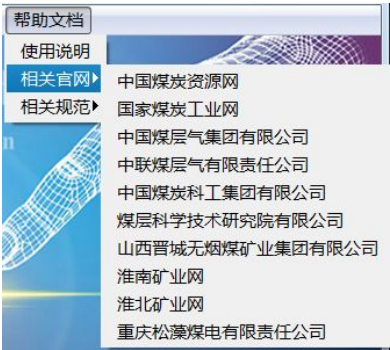 帮助文档
使用说明
相关官网
相关规范
中国煤炭资源网
国家煤炭工业网
中国煤层气集团有限公司
中联煤层气有限责任公司
中国煤炭科工集团有限公司
煤层科学技术研究院有限公司
山西晋城无烟煤矿业集团有限公司
淮南矿业网
淮北矿业网
重庆松藻煤电有限责任公司
n